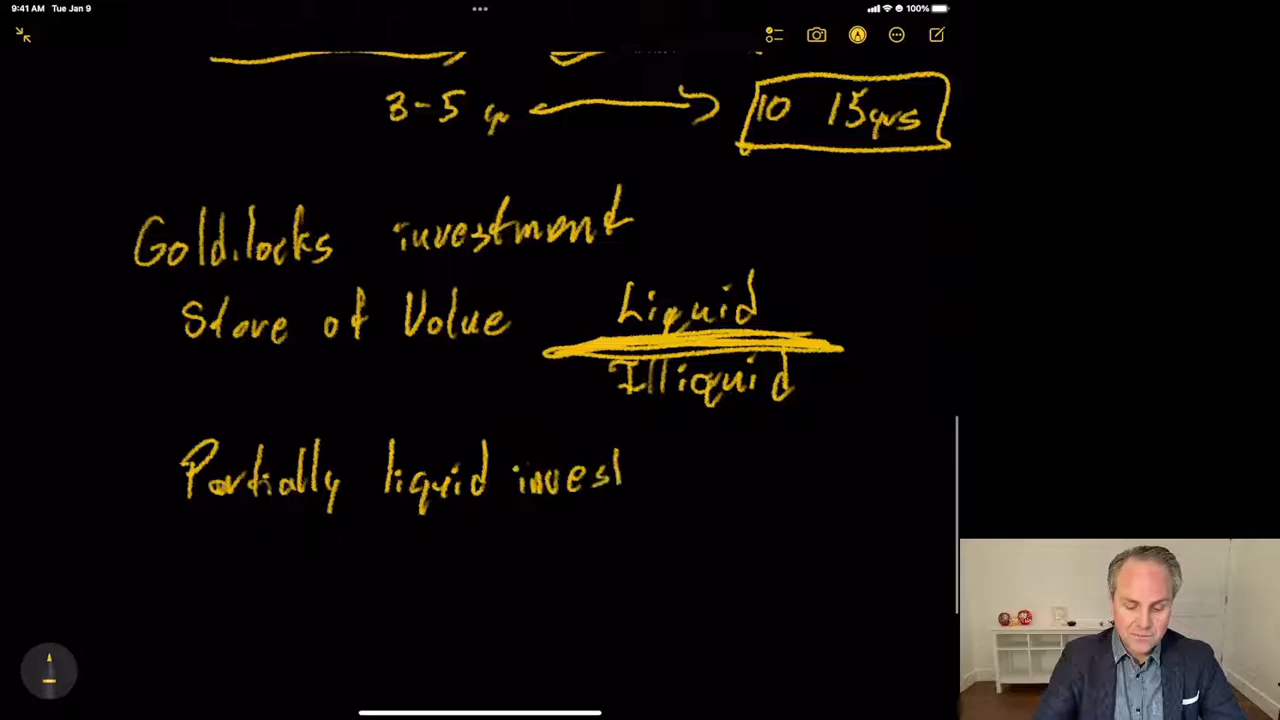 9:41 AM Tue Jan 9
100%
3-5 yr
10 15yrs
Goldilocks investment
Store of Value
Liquid
Illiquid
Partially liquid invest